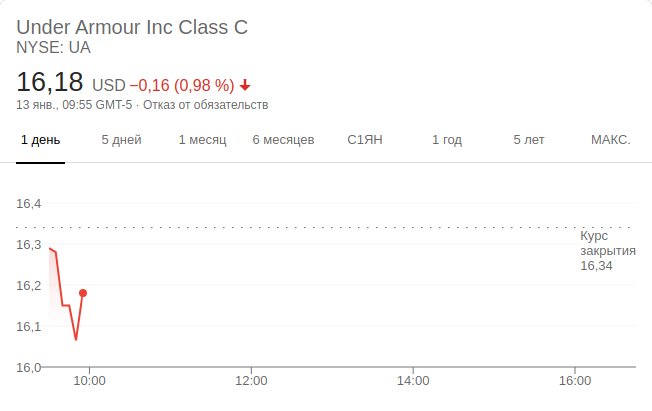 Under Armour Inc Class C
NYSE: UA
16,18 USD −0,16 (0,98 %)
13 янв., 09:55 GMT-5 · Отказ от обязательств
1 день 5 дней 1 месяц 6 месяцев С1ЯН 1 год 5 лет МАКС.
16,4
Курс
16,3
закрытия
16,34
16,2
16,1
16,0
10:00 12:00 14:00 16:00